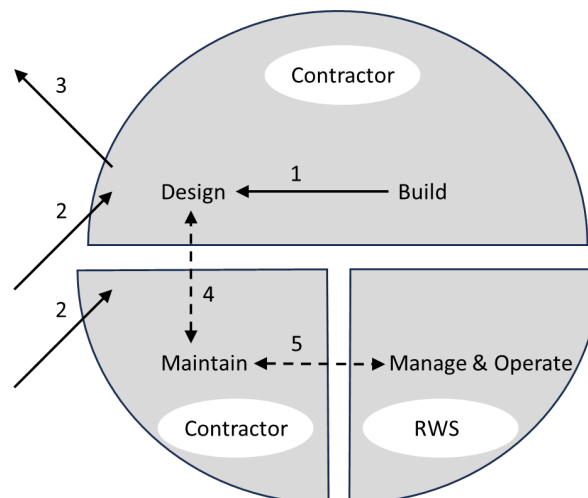 Contractor
3
1
Design
Build
2
4
2
5
Maintain
Manage & Operate
Contractor
RWS